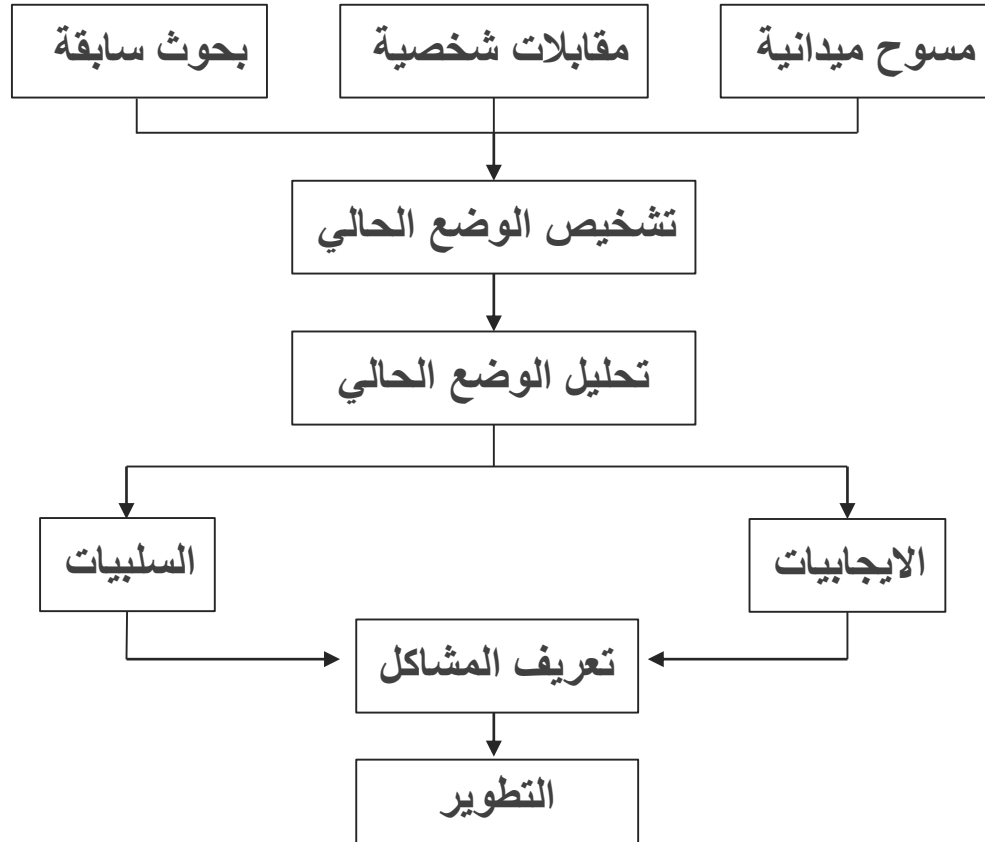 مسوح ميدانية
مقابلات شخصية
بحوث سابقة
تشخيص الوضع الحالي
تحليل الوضع الحالي
الايجابيات
السلبيات
تعريف المشاكل
التطوير